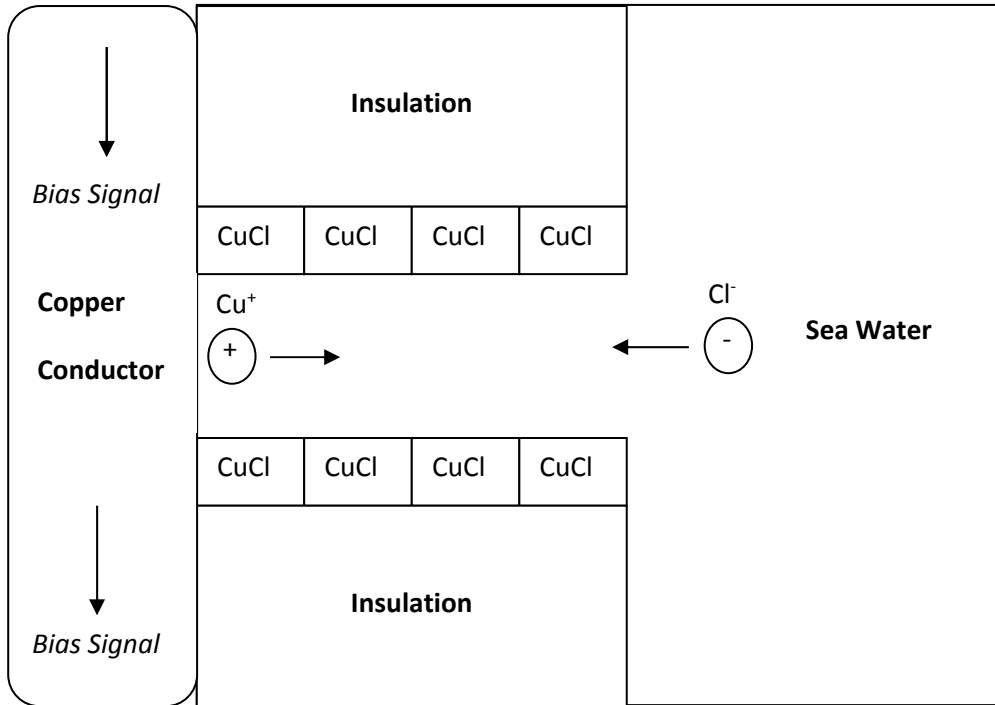 Insulation
Bias Signal
CuCl CuCl CuCl CuCl
Copper
Conductor
Cu⁺
+
Cl⁻
-
Sea Water
CuCl CuCl CuCl CuCl
Insulation
Bias Signal